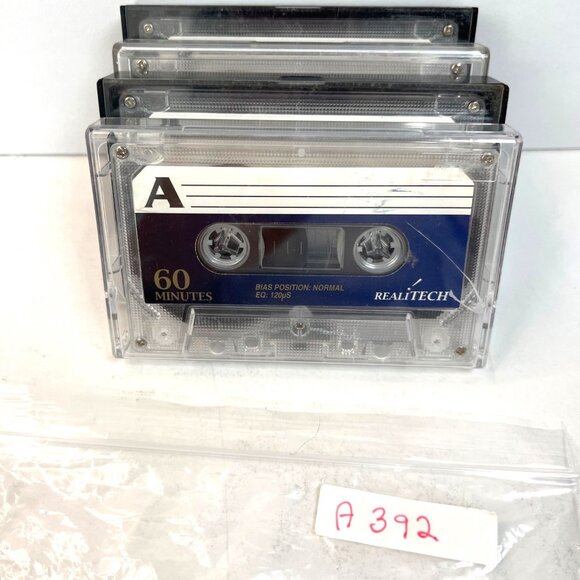 A
60
MINUTES
BIAS POSITION: NORMAL
EQ: 120µS
REALITECH
A 392